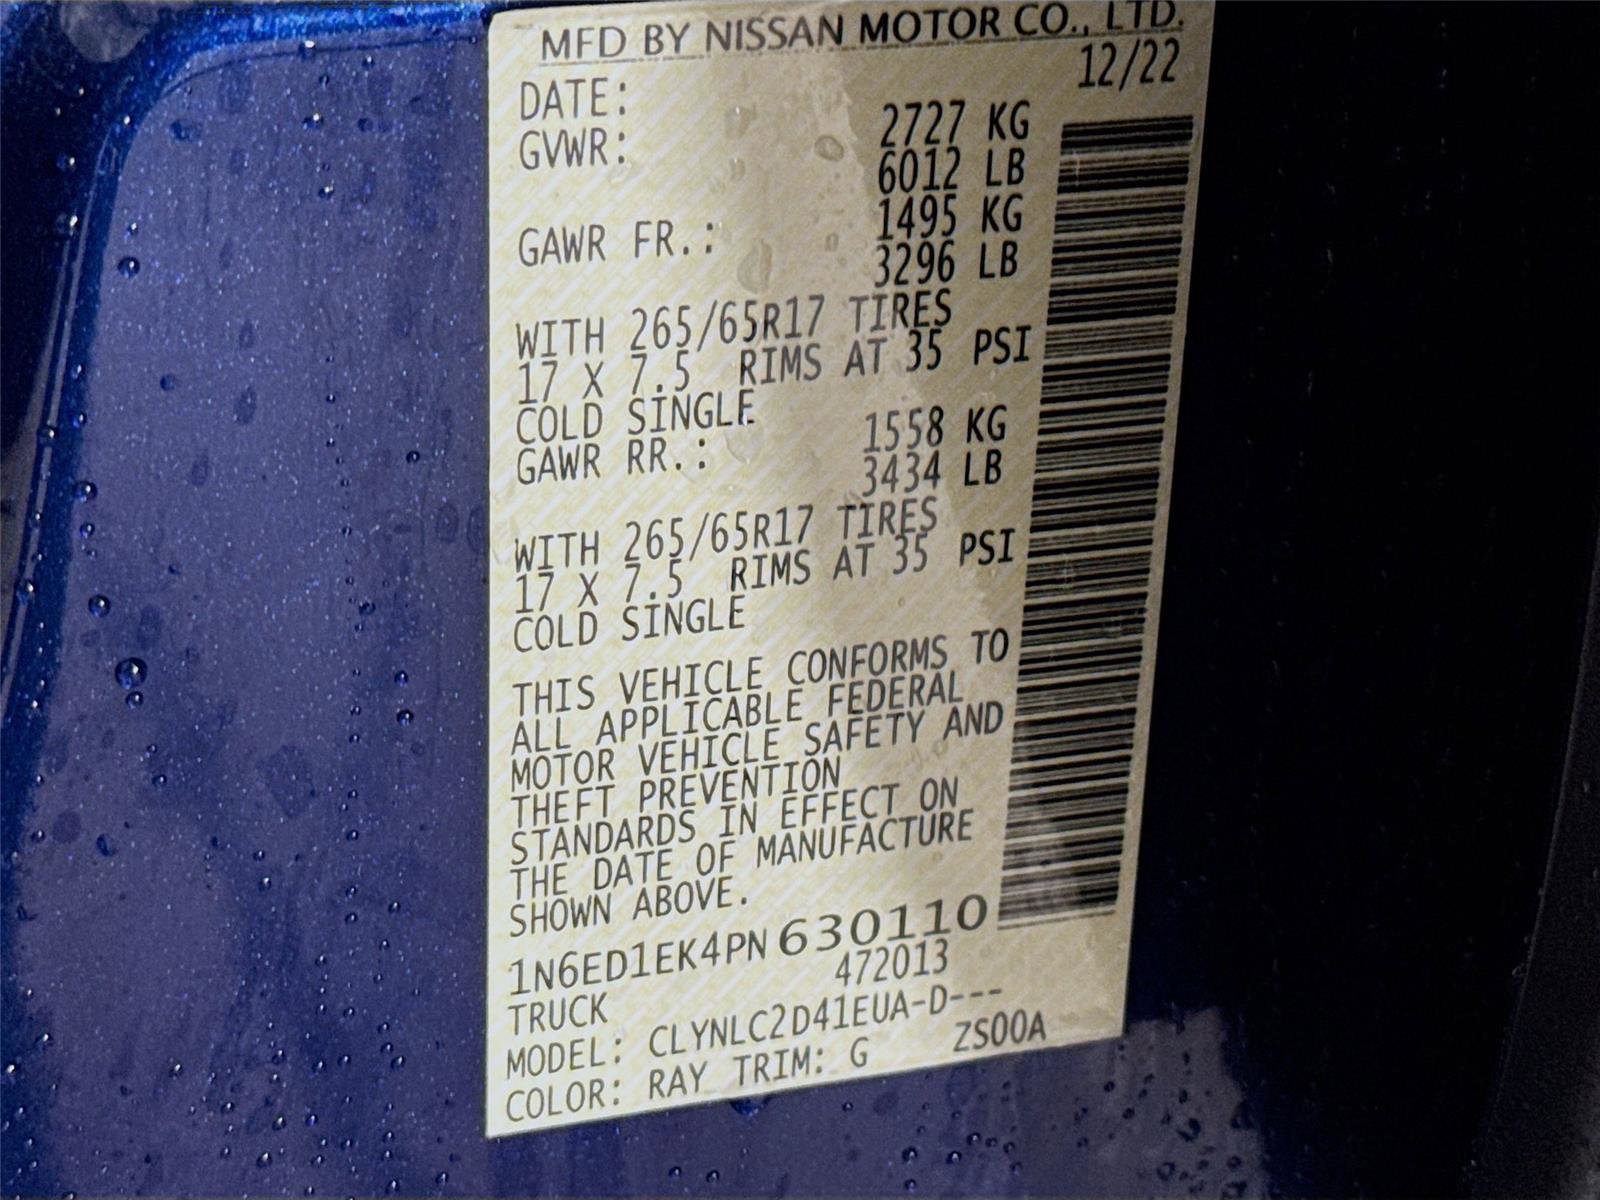 MFD BY NISSAN MOTOR CO., LTD.
DATE: 12/22
GVWR: 2727 KG
6012 LB
GAWR FR.: 1495 KG
3296 LB
WITH 265/65R17 TIRES
17 X 7.5 RIMS AT 35 PSI
COLD SINGLE
GAWR RR.: 1558 KG
3434 LB
WITH 265/65R17 TIRES
17 X 7.5 RIMS AT 35 PSI
COLD SINGLE
THIS VEHICLE CONFORMS TO
ALL APPLICABLE FEDERAL
MOTOR VEHICLE SAFETY AND
THEFT PREVENTION
STANDARDS IN EFFECT ON
THE DATE OF MANUFACTURE
SHOWN ABOVE.
1N6ED1EK4PN630110
TRUCK 472013
MODEL: CLYNLC2D41EUA-D---
COLOR: RAY TRIM: G ZS00A